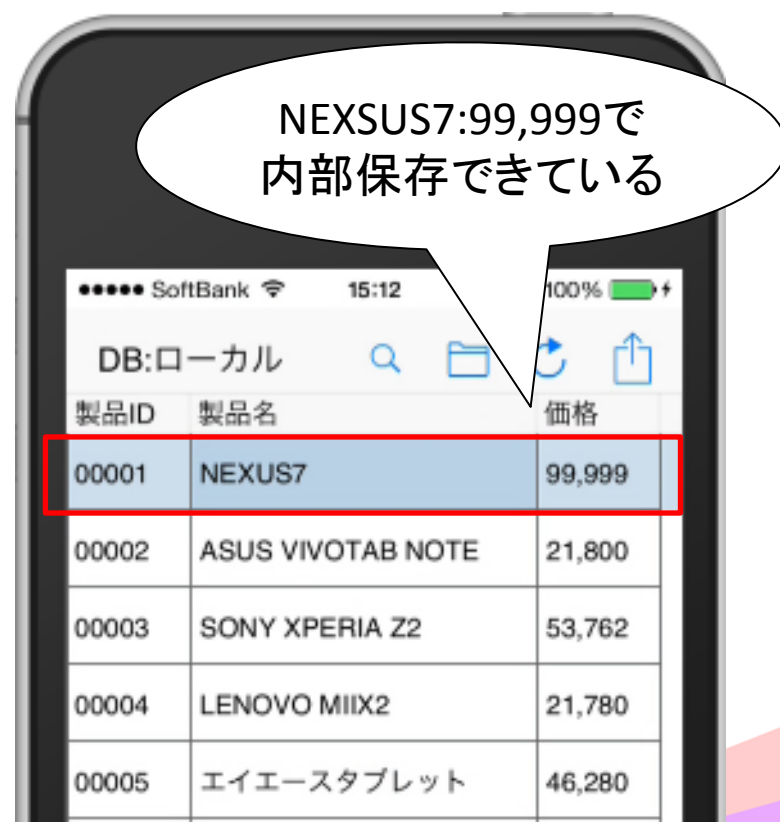 NEXSUS7:99,999で
内部保存できている
SoftBank 15:12 100%
DB:ローカル
製品ID 製品名 価格
00001 NEXUS7 99,999
00002 ASUS VIVOTAB NOTE 21,800
00003 SONY XPERIA Z2 53,762
00004 LENOVO MIIX2 21,780
00005 エイエースタブレット 46,280